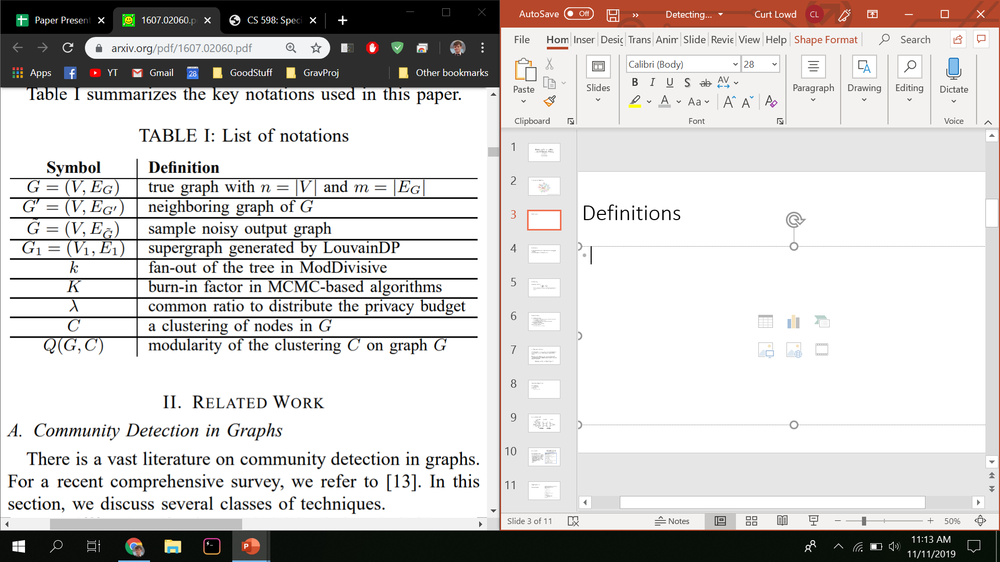 Paper Present
1607.02060.p
CS 598: Speci
arxiv.org/pdf/1607.02060.pdf
Apps
YT
Gmail
28
GoodStuff
GravProj
Other bookmarks
Table I summarizes the key notations used in this paper.
TABLE I: List of notations
Symbol Definition
G = (V, E_G) true graph with n = |V| and m = |E_G|
G′ = (V, E_G′) neighboring graph of G
G̃ = (V, E_G̃) sample noisy output graph
G₁ = (V₁, E₁) supergraph generated by LouvainDP
k fan-out of the tree in ModDivisive
K burn-in factor in MCMC-based algorithms
λ common ratio to distribute the privacy budget
C a clustering of nodes in G
Q(G, C) modularity of the clustering C on graph G
II. RELATED WORK
A. Community Detection in Graphs
There is a vast literature on community detection in graphs.
For a recent comprehensive survey, we refer to [13]. In this
section, we discuss several classes of techniques.
AutoSave Off
Detecting...
Curt Lowd CL
File Hom Inser Desig Trans Anim Slide Revie View Help Shape Format Search
Paste
Clipboard
Slides
Calibri (Body) 28
B I U S ab AV
A Aa A A A
Font
Paragraph
Drawing
Editing
Dictate
Voice
1
2
3
4
5
6
7
8
9
10
11
Definitions
Slide 3 of 11
Notes
50%
11:13 AM
11/11/2019